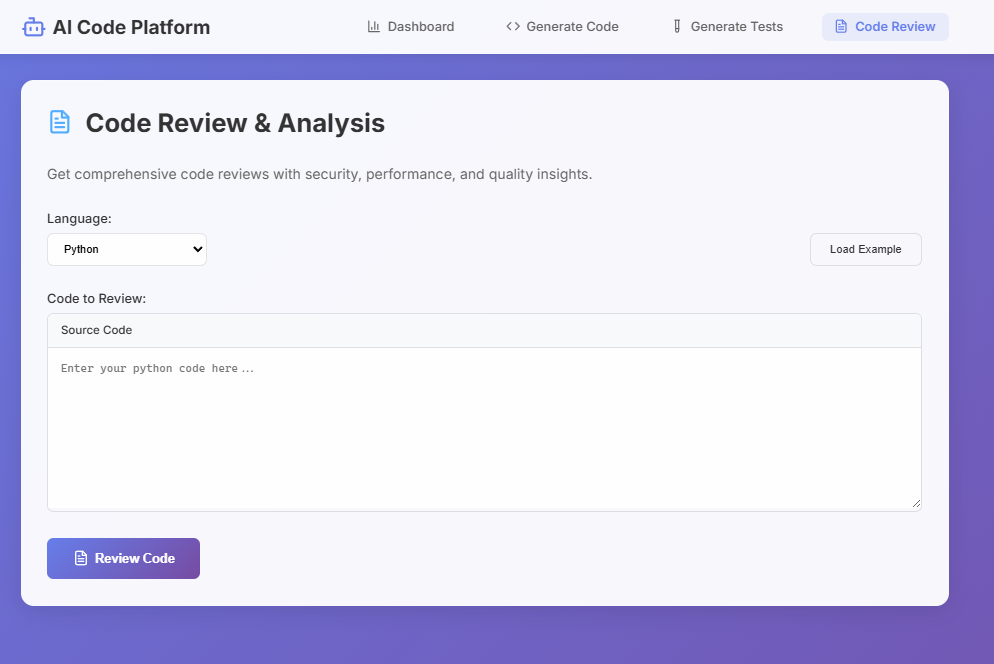 AI Code Platform
Dashboard
Generate Code
Generate Tests
Code Review
Code Review & Analysis
Get comprehensive code reviews with security, performance, and quality insights.
Language:
Python
Load Example
Code to Review:
Source Code
Enter your python code here...
Review Code